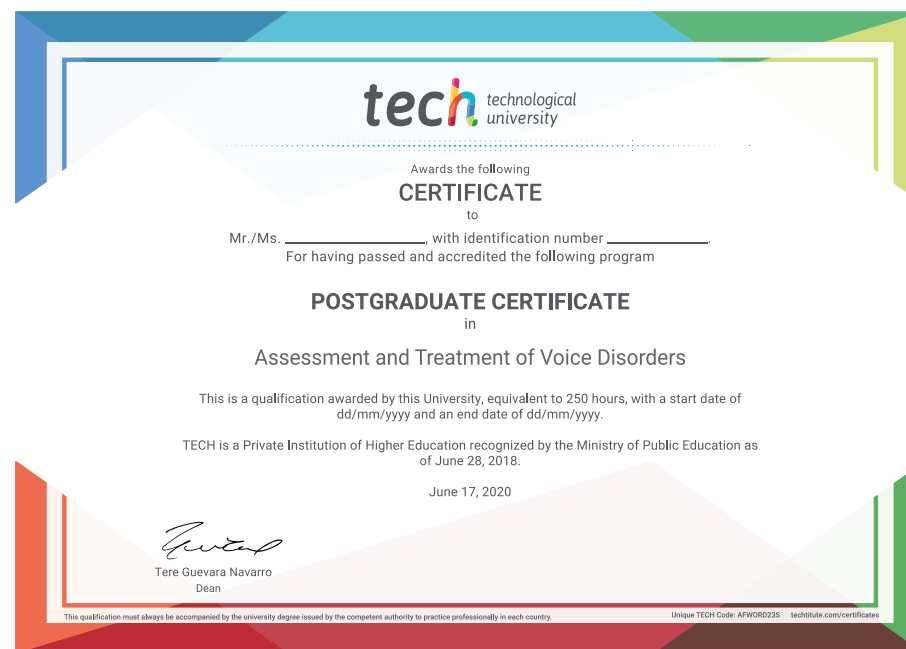 tech technological
university
Awards the following
CERTIFICATE
to
Mr./Ms. ____________________, with identification number ______________.
For having passed and accredited the following program
POSTGRADUATE CERTIFICATE
in
Assessment and Treatment of Voice Disorders
This is a qualification awarded by this University, equivalent to 250 hours, with a start date of
dd/mm/yyyy and an end date of dd/mm/yyyy.
TECH is a Private Institution of Higher Education recognized by the Ministry of Public Education as
of June 28, 2018.
June 17, 2020
Tere Guevara Navarro
Dean
This qualification must always be accompanied by the university degree issued by the competent authority to practice professionally in each country.
Unique TECH Code: AFWORD23S techtitute.com/certificates